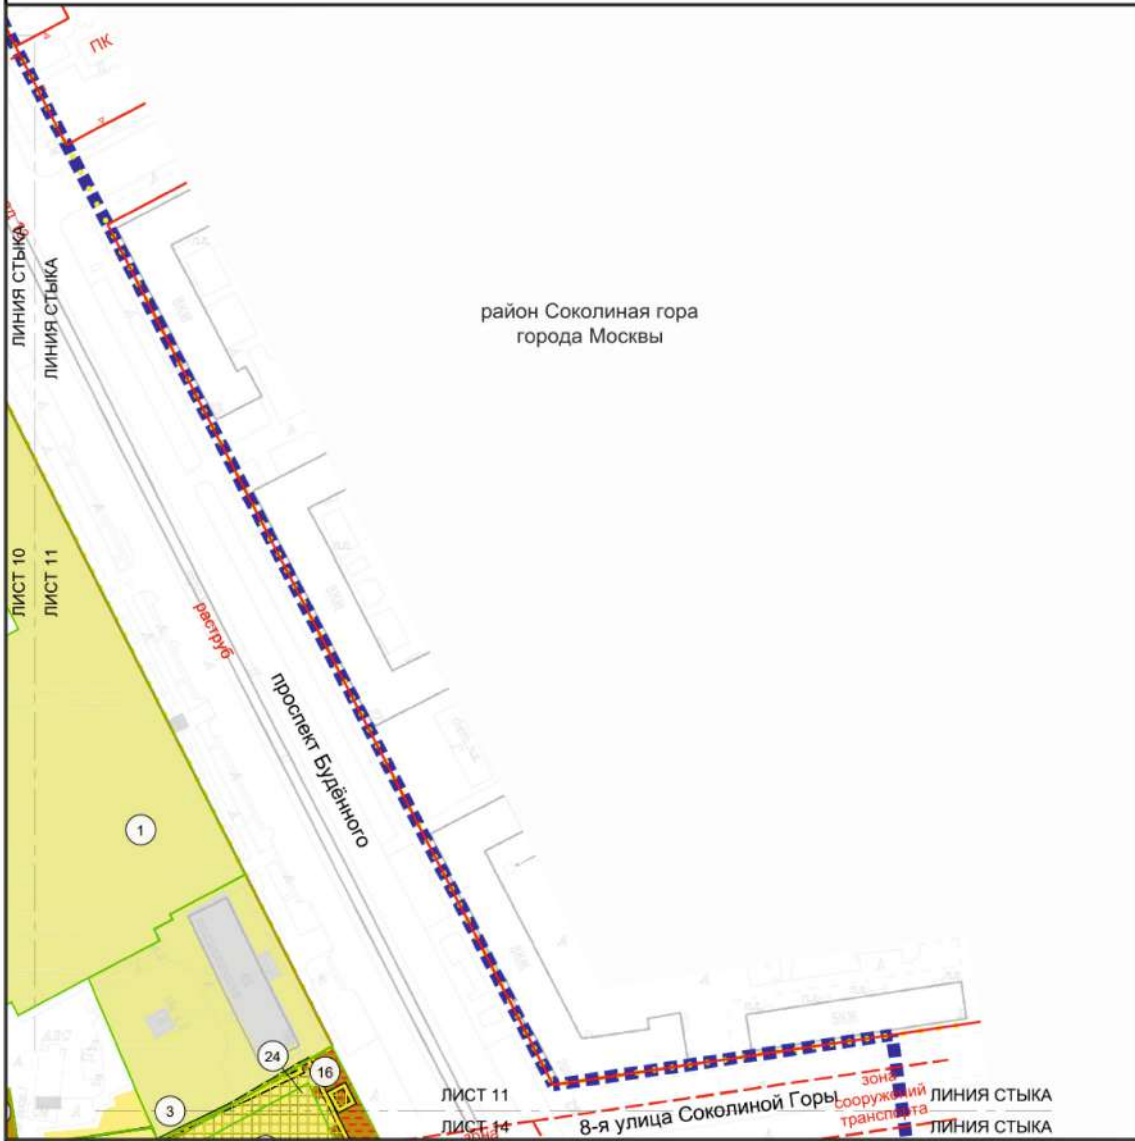 ПК
ЛИНИЯ СТЫКА
ЛИНИЯ СТЫКА
район Соколиная гора
города Москвы
ЛИСТ 10
ЛИСТ 11
раструб
проспект Будённого
1
24
16
3
ЛИСТ 11
ЛИСТ 14
зона
8-я улица Соколиной Горы
зона
сооружений
транспорта
ЛИНИЯ СТЫКА
ЛИНИЯ СТЫКА